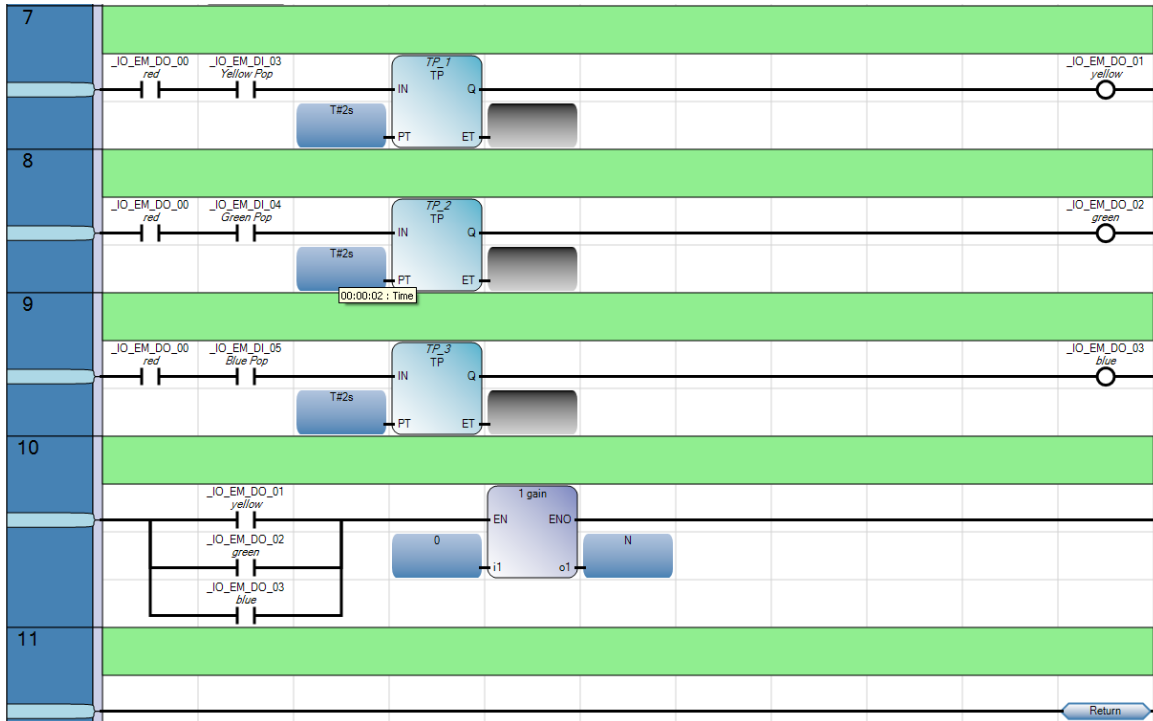 7
_IO_EM_DO_00 _IO_EM_DI_03 TP_1 _IO_EM_DO_01
red Yellow Pop TP yellow
IN Q
T#2s
PT ET
8
_IO_EM_DO_00 _IO_EM_DI_04 TP_2 _IO_EM_DO_02
red Green Pop TP green
IN Q
T#2s
PT ET
00:00:02 : Time
9
_IO_EM_DO_00 _IO_EM_DI_05 TP_3 _IO_EM_DO_03
red Blue Pop TP blue
IN Q
T#2s
PT ET
10
_IO_EM_DO_01 1 gain
yellow
EN ENO
_IO_EM_DO_02 0 N
green
i1 o1
_IO_EM_DO_03
blue
11
Return